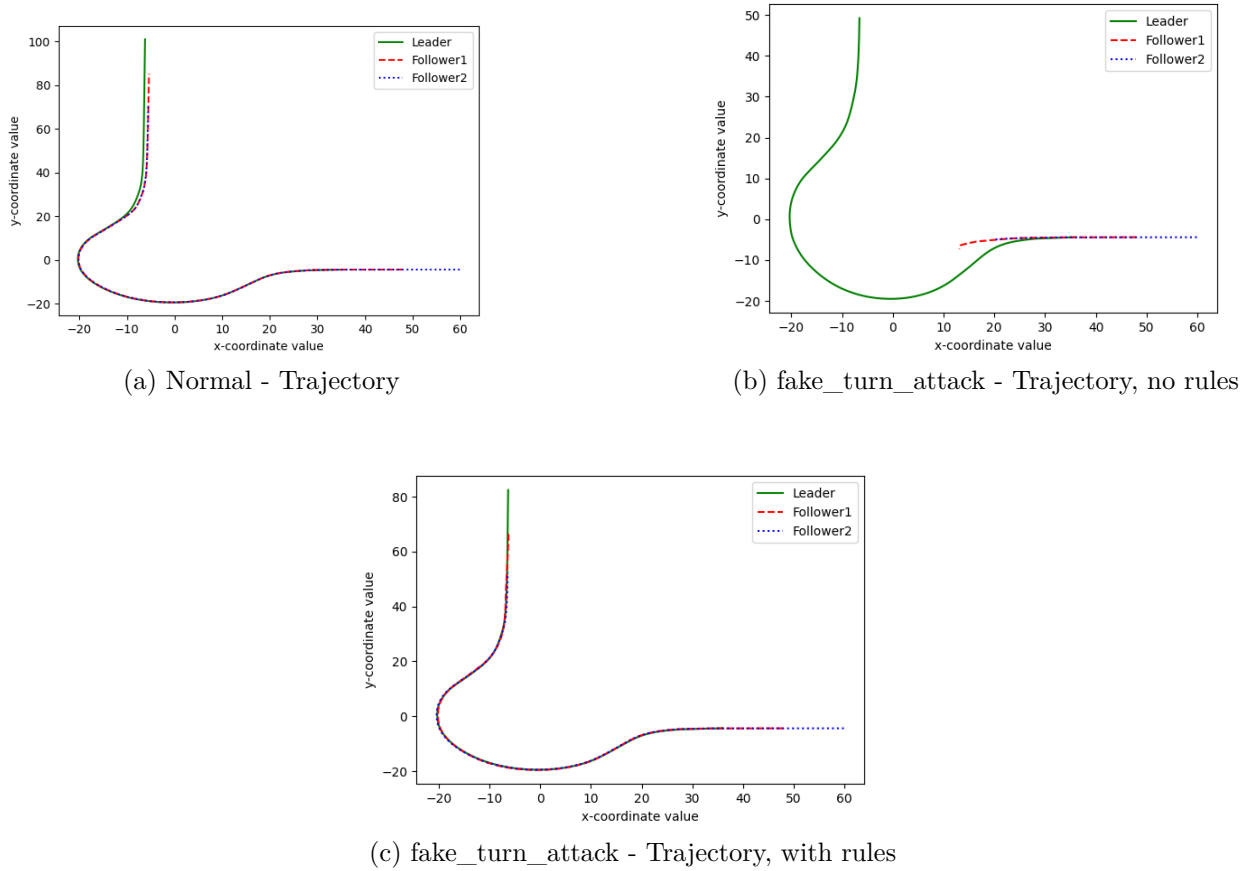 100
80
60
40
20
0
−20
y-coordinate value
−20 −10 0 10 20 30 40 50 60
x-coordinate value
Leader
Follower1
Follower2
(a) Normal - Trajectory
50
40
30
20
10
0
−10
−20
y-coordinate value
−20 −10 0 10 20 30 40 50 60
x-coordinate value
Leader
Follower1
Follower2
(b) fake_turn_attack - Trajectory, no rules
80
60
40
20
0
−20
y-coordinate value
−20 −10 0 10 20 30 40 50 60
x-coordinate value
Leader
Follower1
Follower2
(c) fake_turn_attack - Trajectory, with rules